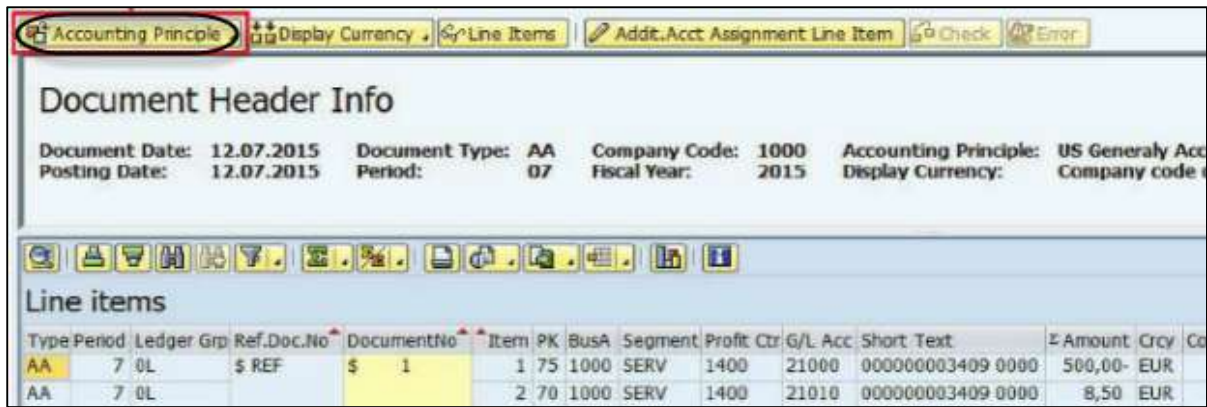 Accounting Principle Display Currency Line Items Addit.Acct Assignment Line Item Check Error
Document Header Info
Document Date: 12.07.2015 Document Type: AA Company Code: 1000 Accounting Principle: US Generaly Acc
Posting Date: 12.07.2015 Period: 07 Fiscal Year: 2015 Display Currency: Company code
Line items
Type Period Ledger Grp Ref.Doc.No DocumentNo Item PK BusA Segment Profit Ctr G/L Acc Short Text Σ Amount Crcy Co
AA 7 0L $ REF $ 1 1 75 1000 SERV 1400 21000 000000003409 0000 500,00- EUR
AA 7 0L 2 70 1000 SERV 1400 21010 000000003409 0000 8,50 EUR